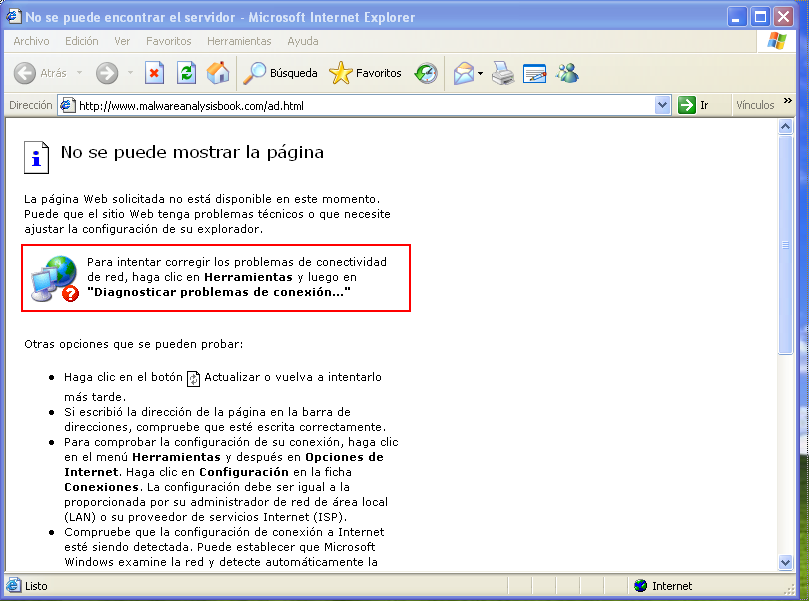 No se puede encontrar el servidor - Microsoft Internet Explorer
Archivo Edición Ver Favoritos Herramientas Ayuda
Atrás Búsqueda Favoritos
Dirección http://www.malwareanalysisbook.com/ad.html Ir Vínculos »
No se puede mostrar la página
La página Web solicitada no está disponible en este momento.
Puede que el sitio Web tenga problemas técnicos o que necesite
ajustar la configuración de su explorador.
Para intentar corregir los problemas de conectividad
de red, haga clic en Herramientas y luego en
"Diagnosticar problemas de conexión..."
Otras opciones que se pueden probar:
Haga clic en el botón Actualizar o vuelva a intentarlo
más tarde.
Si escribió la dirección de la página en la barra de
direcciones, compruebe que esté escrita correctamente.
Para comprobar la configuración de su conexión, haga clic
en el menú Herramientas y después en Opciones de
Internet. Haga clic en Configuración en la ficha
Conexiones. La configuración debe ser igual a la
proporcionada por su administrador de red de área local
(LAN) o su proveedor de servicios Internet (ISP).
Compruebe que la configuración de conexión a Internet
esté siendo detectada. Puede establecer que Microsoft
Windows examine la red y detecte automáticamente la
Listo Internet